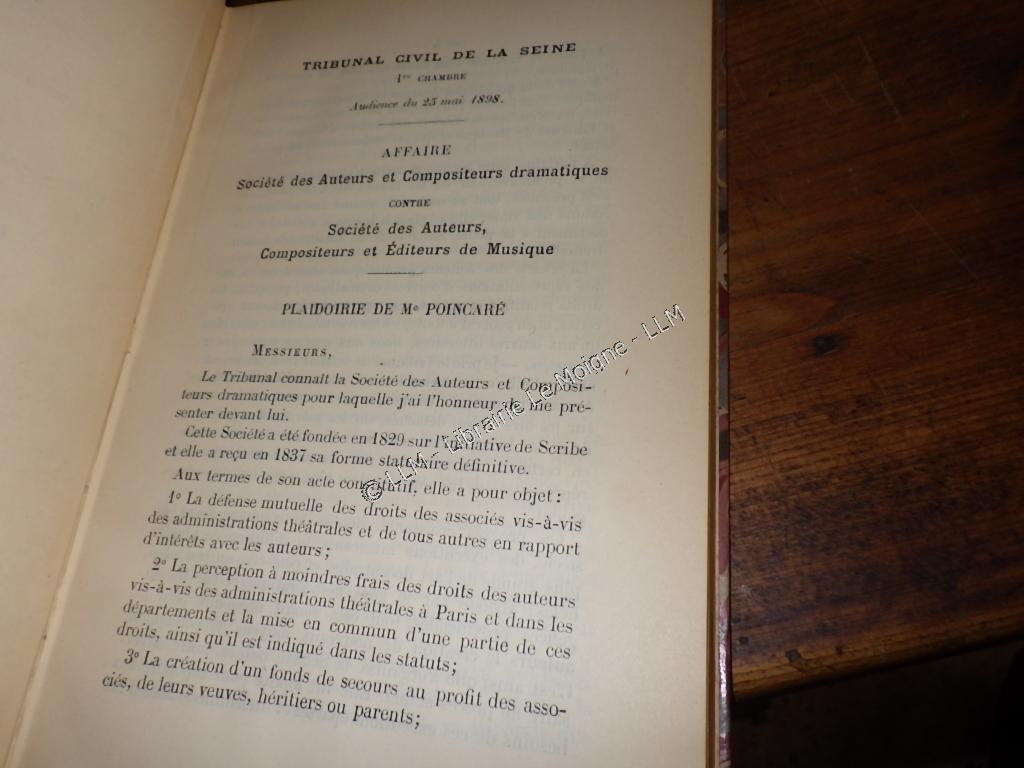 TRIBUNAL CIVIL DE LA SEINE
1re CHAMBRE
Audience du 25 mai 1898.
AFFAIRE
Société des Auteurs et Compositeurs dramatiques
CONTRE
Société des Auteurs,
Compositeurs et Éditeurs de Musique
PLAIDOIRIE DE Me POINCARÉ
MESSIEURS,
Le Tribunal connaît la Société des Auteurs et Composi-
teurs dramatiques pour laquelle j'ai l'honneur de me pré-
senter devant lui.
Cette Société a été fondée en 1829 sur l'initiative de Scribe
et elle a reçu en 1837 sa forme statutaire définitive.
Aux termes de son acte constitutif, elle a pour objet :
1º La défense mutuelle des droits des associés vis-à-vis
des administrations théâtrales et de tous autres en rapport
d'intérêts avec les auteurs ;
2º La perception à moindres frais des droits des auteurs
vis-à-vis des administrations théâtrales à Paris et dans les
départements et la mise en commun d'une partie de ces
droits, ainsi qu'il est indiqué dans les statuts ;
3º La création d'un fonds de secours au profit des asso-
ciés, de leurs veuves, héritiers ou parents ;
© LLM - Librairie Le Moigne - LLM